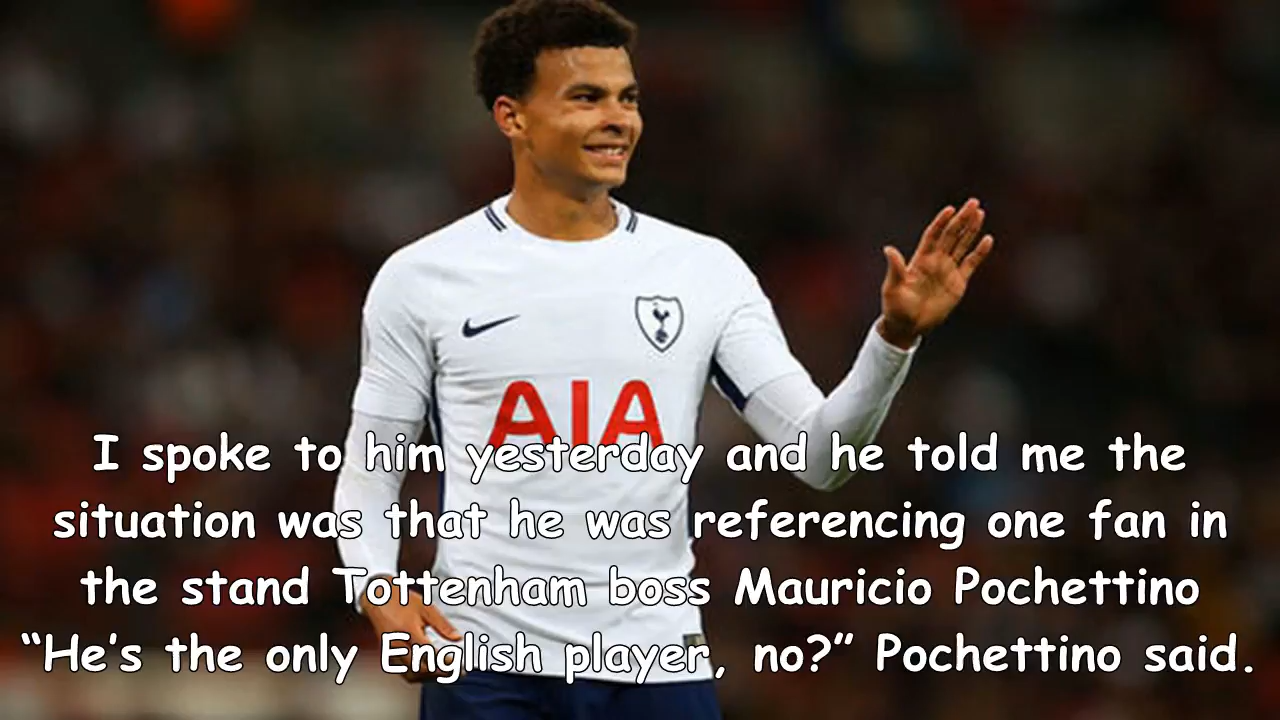 AIA
I spoke to him yesterday and he told me the
situation was that he was referencing one fan in
the stand Tottenham boss Mauricio Pochettino
“He’s the only English player, no?” Pochettino said.